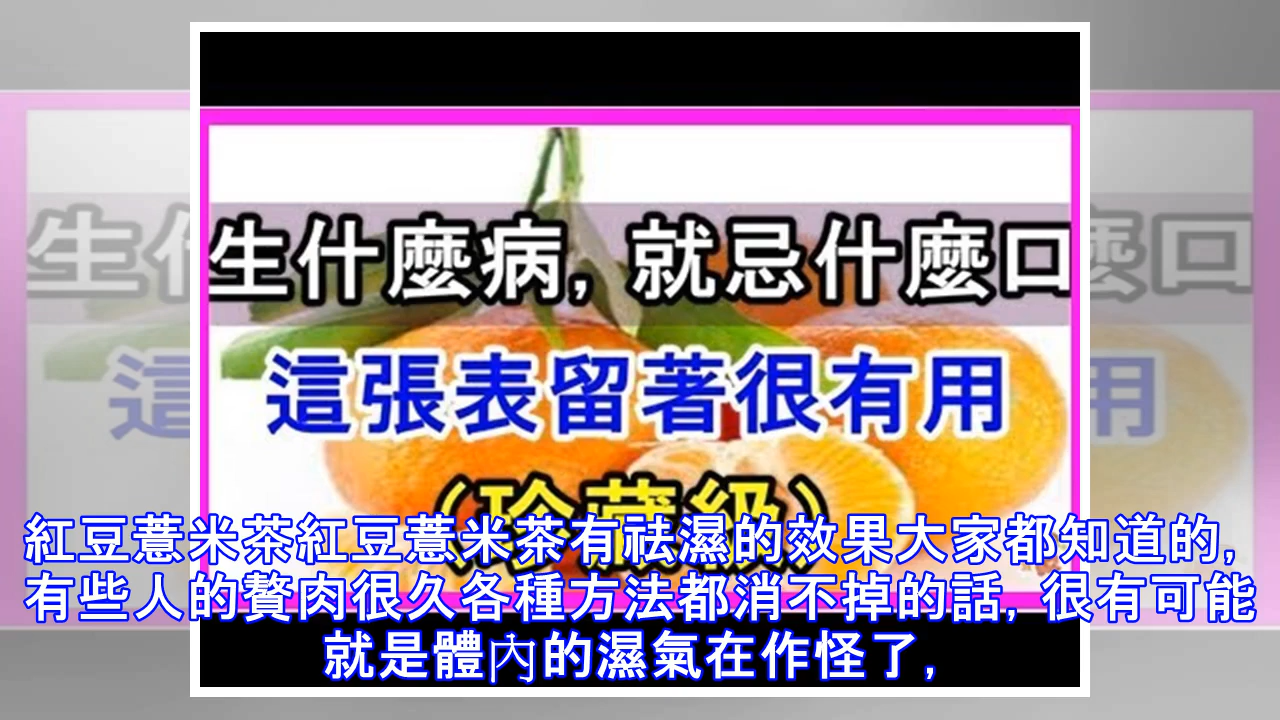 生什麼病, 就忌什麼口
這張表留著很有用
(珍藏級)
紅豆薏米茶紅豆薏米茶有祛濕的效果大家都知道的,
有些人的贅肉很久各種方法都消不掉的話, 很有可能
就是體內的濕氣在作怪了,